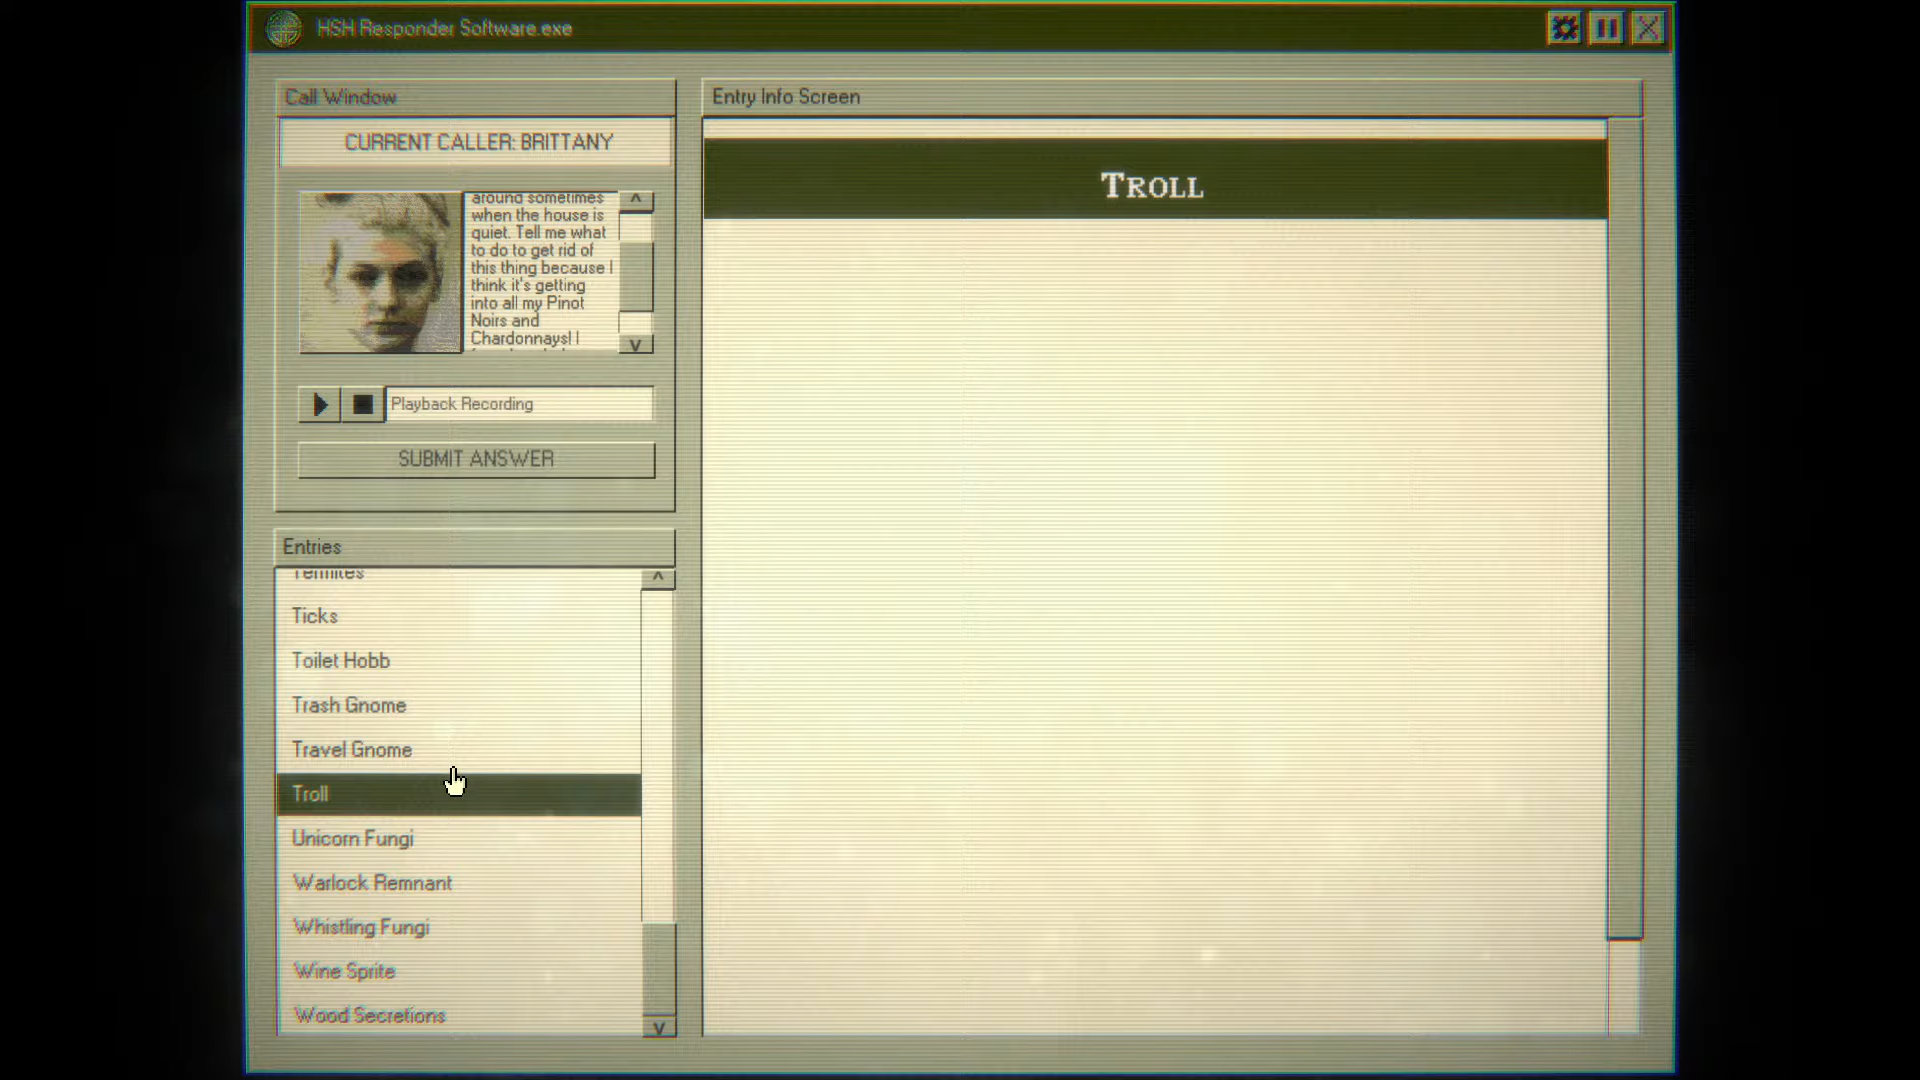 HSH Responder Software.exe
Call Window
CURRENT CALLER: BRITTANY
around sometimes
when the house is
quiet. Tell me what
to do to get rid of
this thing because I
think it's getting
into all my Pinot
Noirs and
Chardonnays! I
Playback Recording
SUBMIT ANSWER
Entries
Termites
Ticks
Toilet Hobb
Trash Gnome
Travel Gnome
Troll
Unicorn Fungi
Warlock Remnant
Whistling Fungi
Wine Sprite
Wood Secretions
Entry Info Screen
TROLL